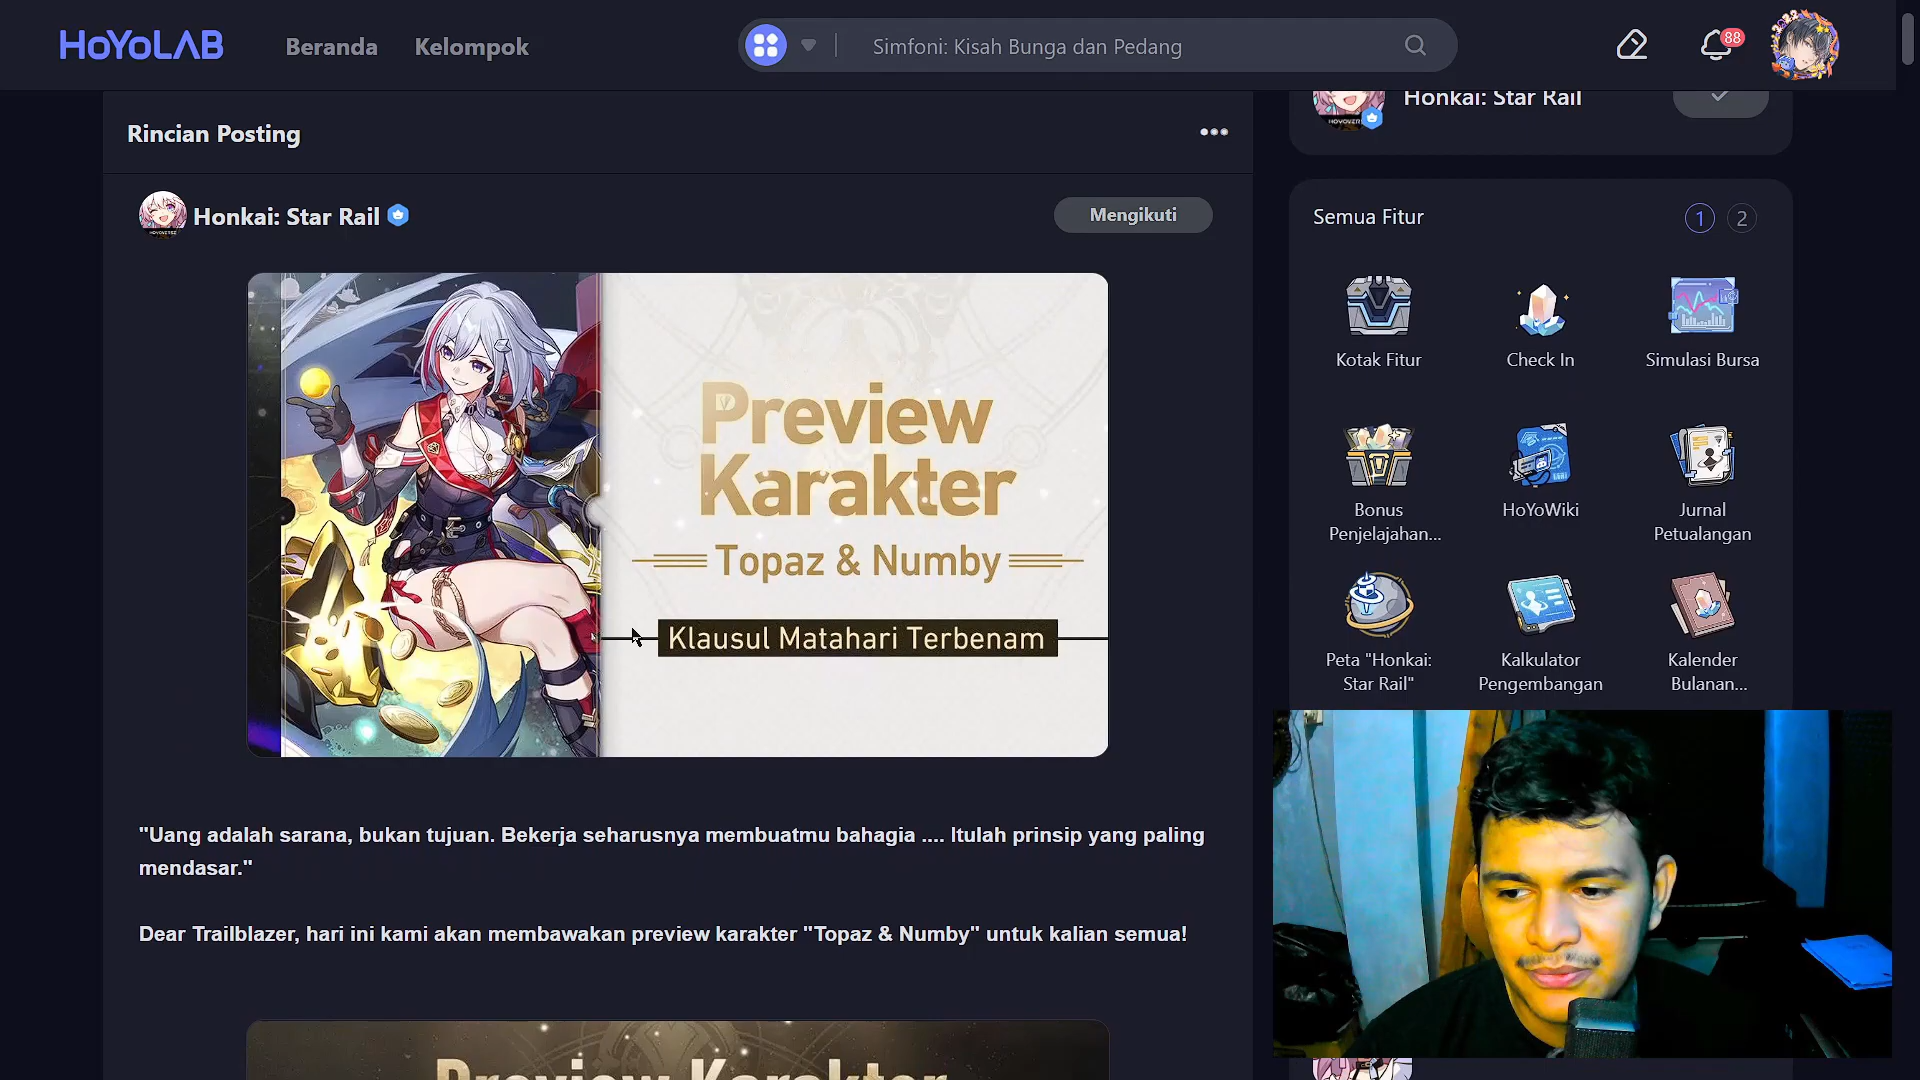 HoYoLAB
Beranda
Kelompok
Simfoni: Kisah Bunga dan Pedang
88
Rincian Posting
Honkai: Star Rail
Mengikuti
Preview
Karakter
Topaz & Numby
Klausul Matahari Terbenam
"Uang adalah sarana, bukan tujuan. Bekerja seharusnya membuatmu bahagia .... Itulah prinsip yang paling
mendasar."
Dear Trailblazer, hari ini kami akan membawakan preview karakter "Topaz & Numby" untuk kalian semua!
Preview Karakter
Honkai: Star Rail
Semua Fitur
1
2
Kotak Fitur
Check In
Simulasi Bursa
Bonus
Penjelajahan...
HoYoWiki
Jurnal
Petualangan
Peta "Honkai:
Star Rail"
Kalkulator
Pengembangan
Kalender
Bulanan...